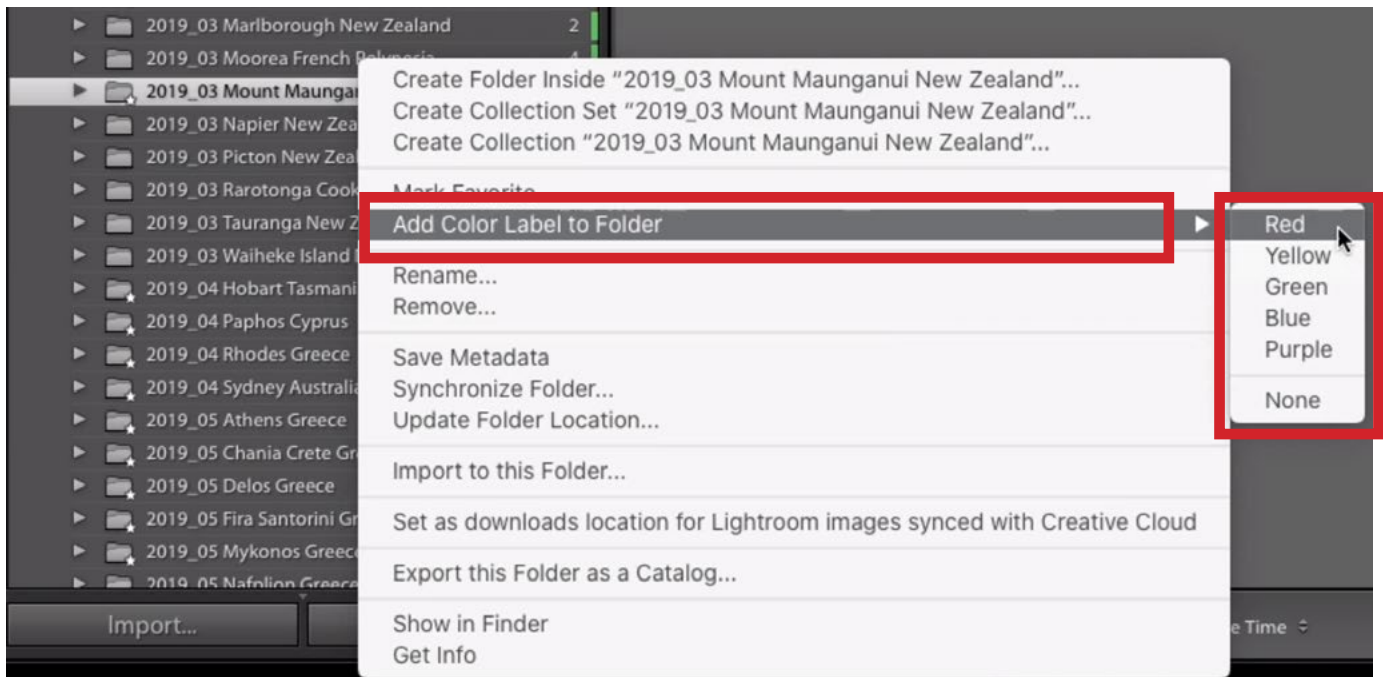 2019_03 Marlborough New Zealand 2
2019_03 Moorea French Polynesia 4
2019_03 Mount Maungan
2019_03 Napier New Zea
2019_03 Picton New Zeal
2019_03 Rarotonga Cook
2019_03 Tauranga New Z
2019_03 Waiheke Island
2019_04 Hobart Tasmani
2019_04 Paphos Cyprus
2019_04 Rhodes Greece
2019_04 Sydney Australia
2019_05 Athens Greece
2019_05 Chania Crete Gr
2019_05 Delos Greece
2019_05 Fira Santorini Gr
2019_05 Mykonos Greec
2019_05 Nafplion Greece
Import...
Create Folder Inside “2019_03 Mount Maunganui New Zealand”...
Create Collection Set “2019_03 Mount Maunganui New Zealand”...
Create Collection “2019_03 Mount Maunganui New Zealand”...
Mark Favorite
Add Color Label to Folder
Rename...
Remove...
Save Metadata
Synchronize Folder...
Update Folder Location...
Import to this Folder...
Set as downloads location for Lightroom images synced with Creative Cloud
Export this Folder as a Catalog...
Show in Finder
Get Info
Red
Yellow
Green
Blue
Purple
None
e Time